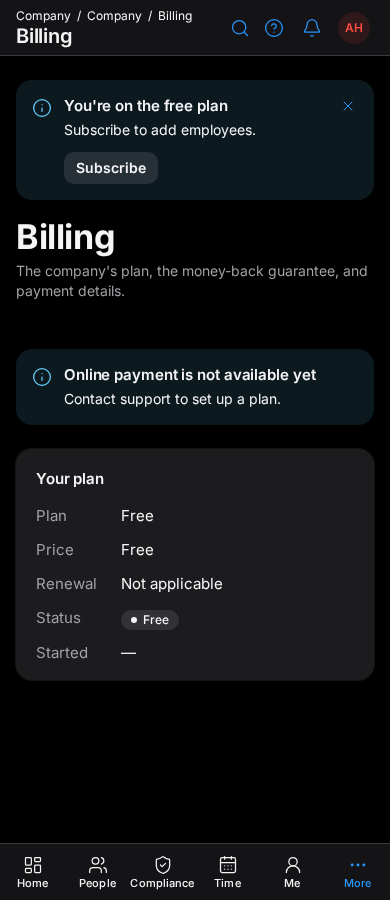 Company / Company / Billing
Billing
AH
You're on the free plan
Subscribe to add employees.
Subscribe
Billing
The company's plan, the money-back guarantee, and
payment details.
Online payment is not available yet
Contact support to set up a plan.
Your plan
Plan Free
Price Free
Renewal Not applicable
Status Free
Started —
Home People Compliance Time Me More